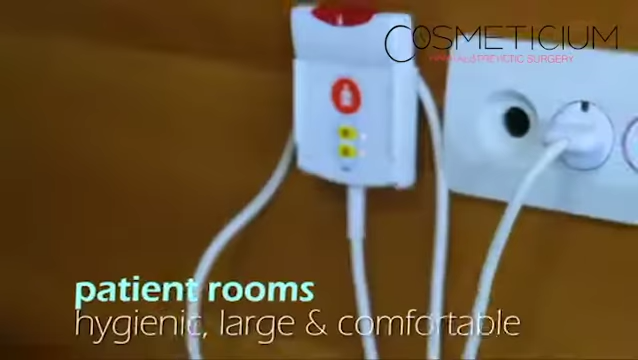 COSMETICIUM
patient rooms
hygienic, large & comfortable